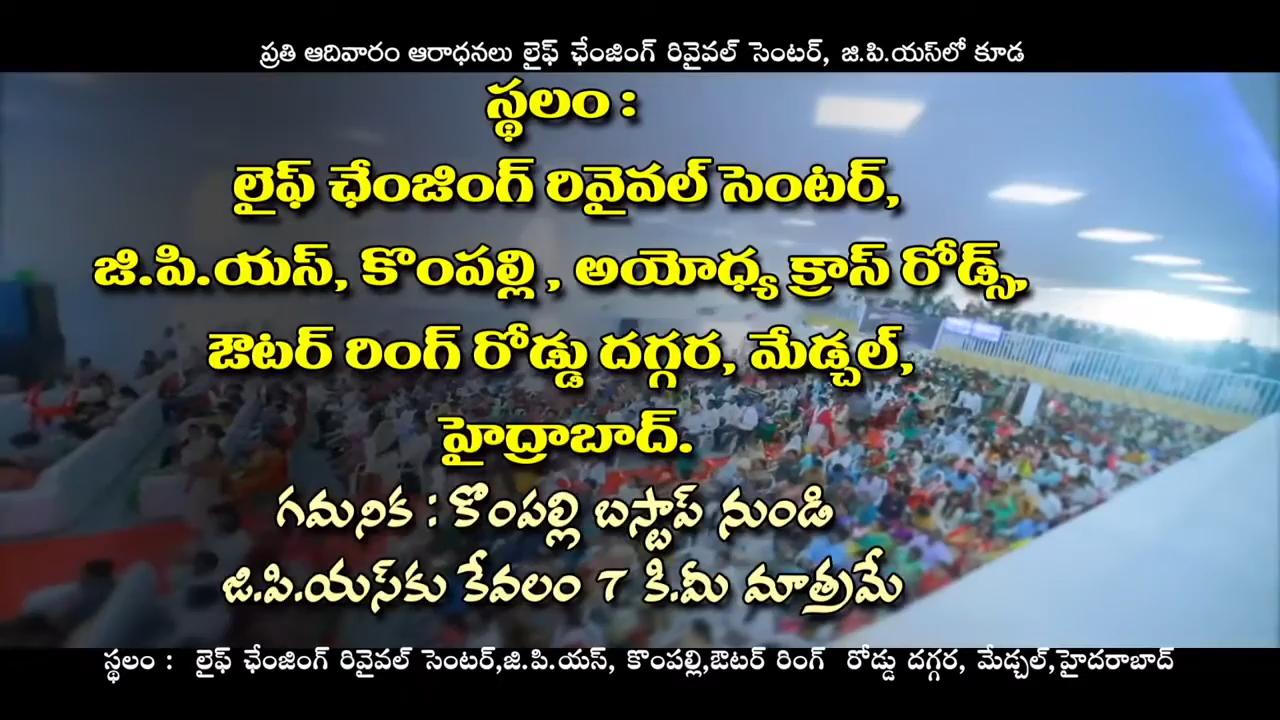 ప్రతి ఆదివారం ఆరాధనలు లైఫ్ ఛేంజింగ్ రివైవల్ సెంటర్, జి.పి.యస్‌లో కూడ
స్థలం :
లైఫ్ ఛేంజింగ్ రివైవల్ సెంటర్,
జి.పి.యస్, కొంపల్లి , అయోధ్య క్రాస్ రోడ్స్,
ఔటర్ రింగ్ రోడ్డు దగ్గర, మేడ్చల్,
హైద్రాబాద్.
గమనిక : కొంపల్లి బస్టాప్ నుండి
జి.పి.యస్‌కు కేవలం 7 కి.మీ మాత్రమే
స్థలం : లైఫ్ ఛేంజింగ్ రివైవల్ సెంటర్,జి.పి.యస్, కొంపల్లి,ఔటర్ రింగ్ రోడ్డు దగ్గర, మేడ్చల్,హైదరాబాద్